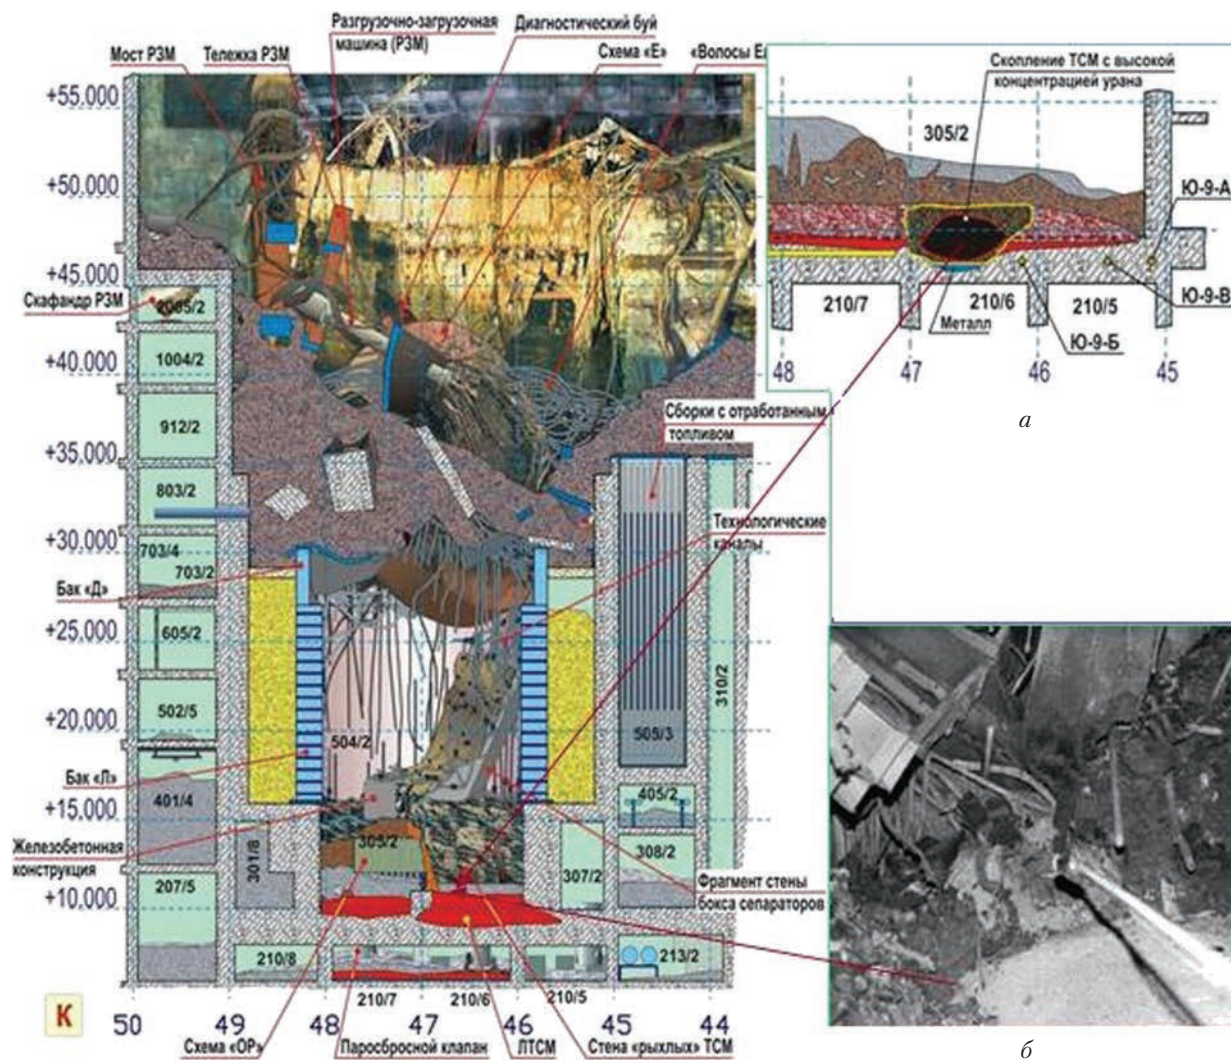 Разгрузочно-загрузочная
машина (РЗМ)
Диагностический буй
Мост РЗМ
Тележка РЗМ
Схема «Е»
«Волосы
+55.000
+50.000
+45.000
Скафандр РЗМ
2005/2
1004/2
+40.000
912/2
+35.000
803/2
+30.000
703/4
703/2
Бак «Д»
+25.000
605/2
+20.000
502/5
504/2
Бак «Л»
+15.000
401/4
Железобетонная
конструкция
301/8
305/2
207/5
+10.000
210/8
Сборки с отработанным
топливом
Технологические
каналы
310/2
505/3
405/2
308/2
307/2
Фрагмент стены
бокса сепараторов
213/2
210/7
210/6
210/5
К
50
49
48
47
46
45
44
Схема «ОР»
Паросбросной клапан
ЛТСМ
Стена «рыхлых» ТСМ
Скопление ТСМ с высокой
концентрацией урана
305/2
Ю-9-А
Ю-9-В
210/7
210/6
210/5
Металл
Ю-9-Б
48
47
46
45
а
б